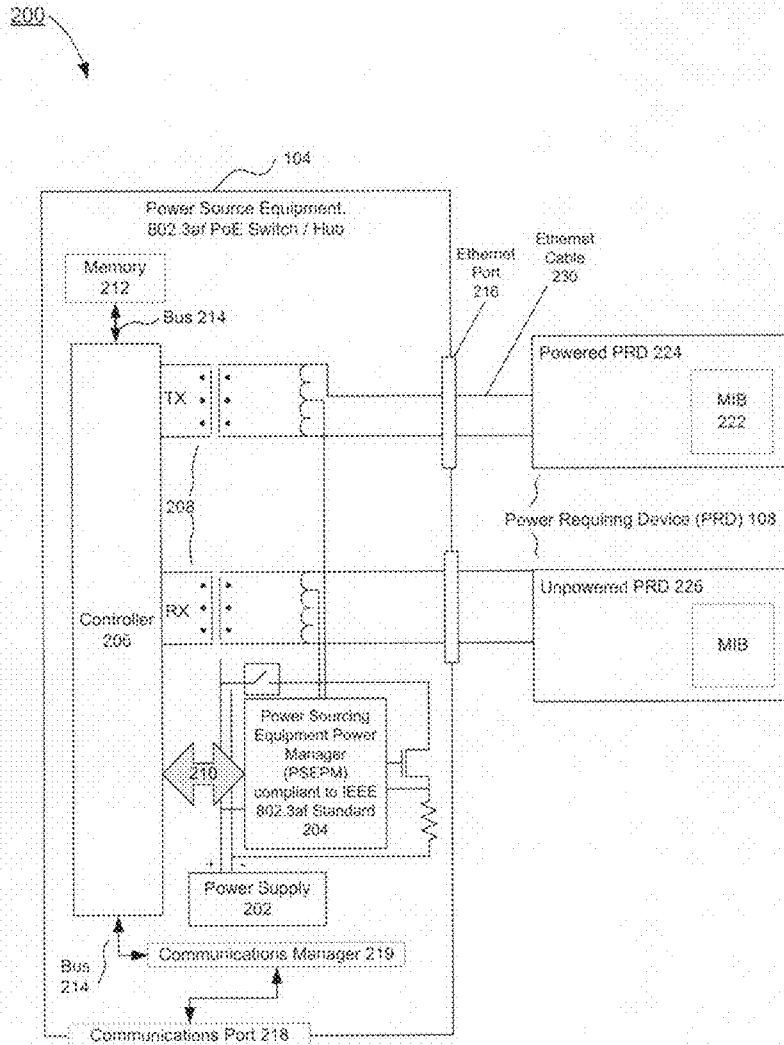 200
104
Power Source Equipment.
802.3af PoE Switch / Hub
Memory
212
Bus 214
Ethernet
Port
216
Ethernet
Cable
230
Powered PRD 224
MIB
222
TX
208
Power Requiring Device (PRD) 108
Controller
206
RX
Unpowered PRD 226
MIB
Power Sourcing
Equipment Power
Manager
(PSEPM)
compliant to IEEE
802.3af Standard
204
210
+ -
Power Supply
202
Bus
214
Communications Manager 219
Communications Port 218